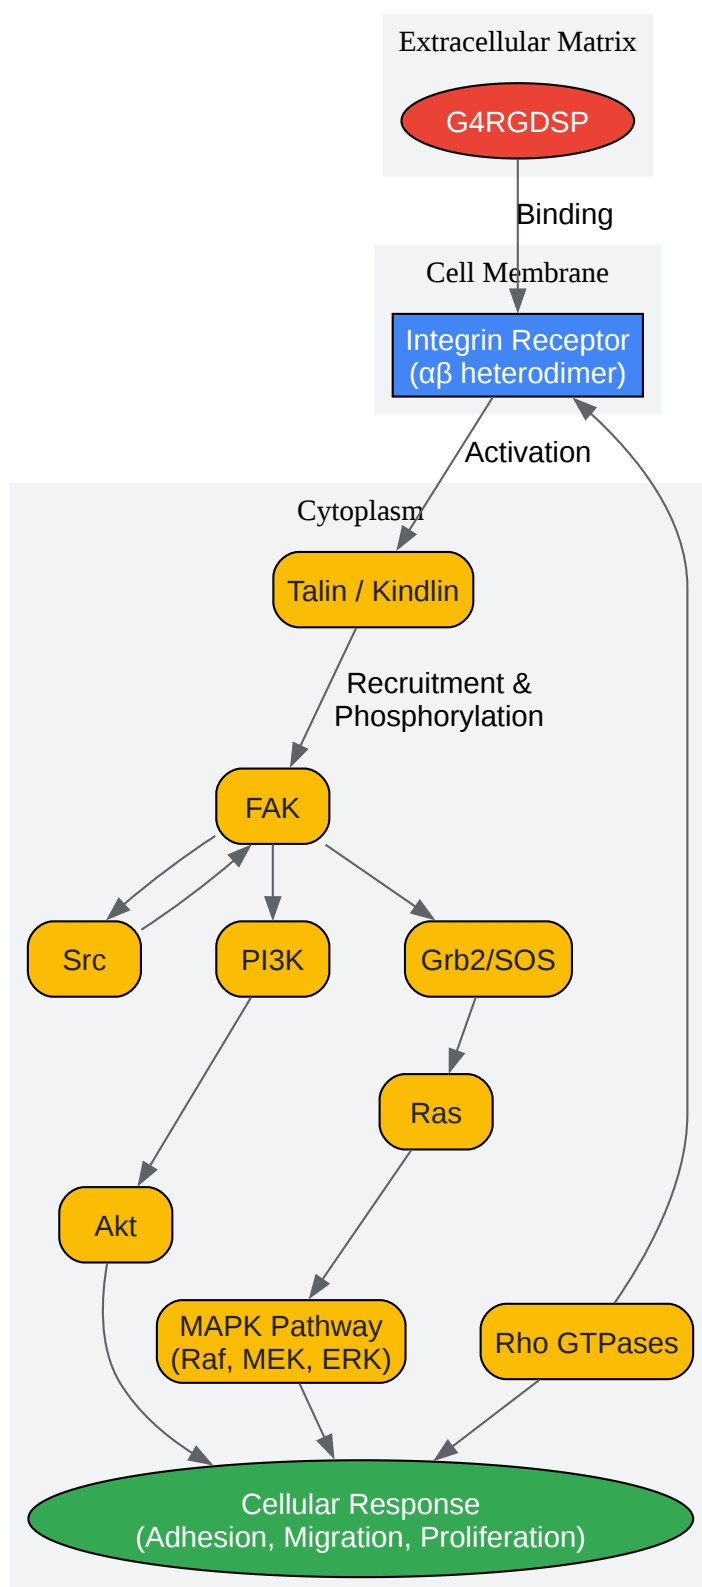 Extracellular Matrix
G4RGDSP
Binding
Cell Membrane
Integrin Receptor
(αβ heterodimer)
Activation
Cytoplasm
Talin / Kindlin
Recruitment &
Phosphorylation
FAK
Src
PI3K
Grb2/SOS
Ras
Akt
MAPK Pathway
(Raf, MEK, ERK)
Rho GTPases
Cellular Response
(Adhesion, Migration, Proliferation)